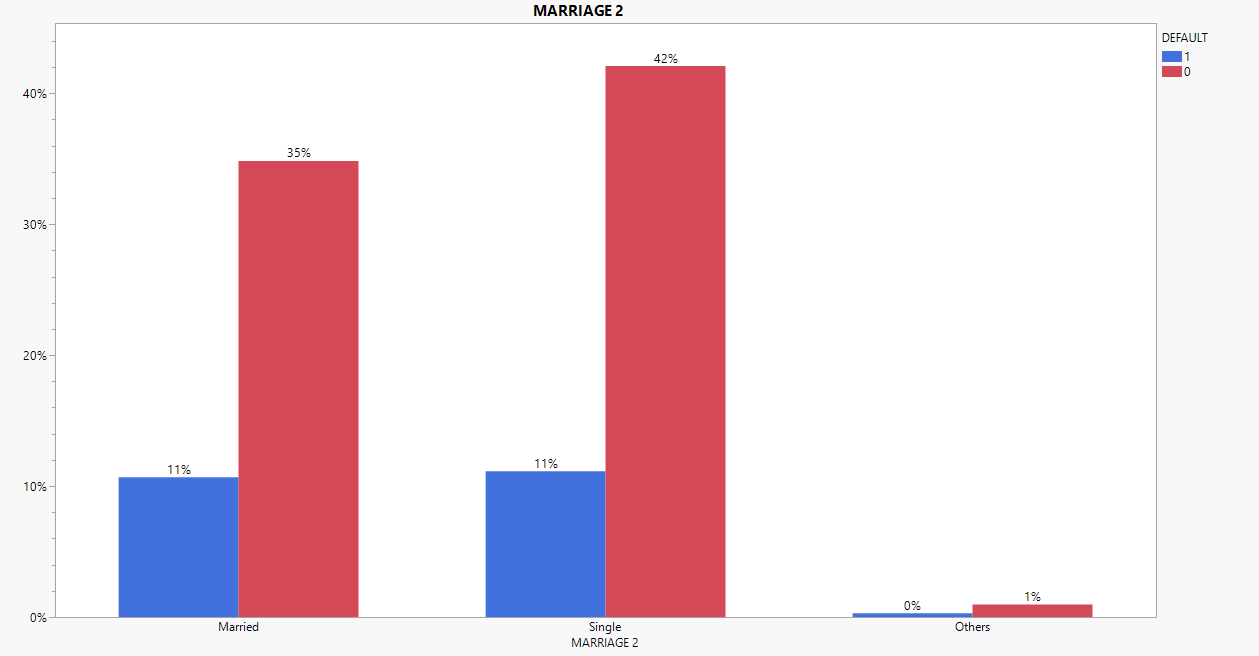 MARRIAGE 2
DEFAULT
1
0
42%
40%
35%
30%
20%
11%
11%
10%
0%
1%
0%
Married
Single
Others
MARRIAGE 2